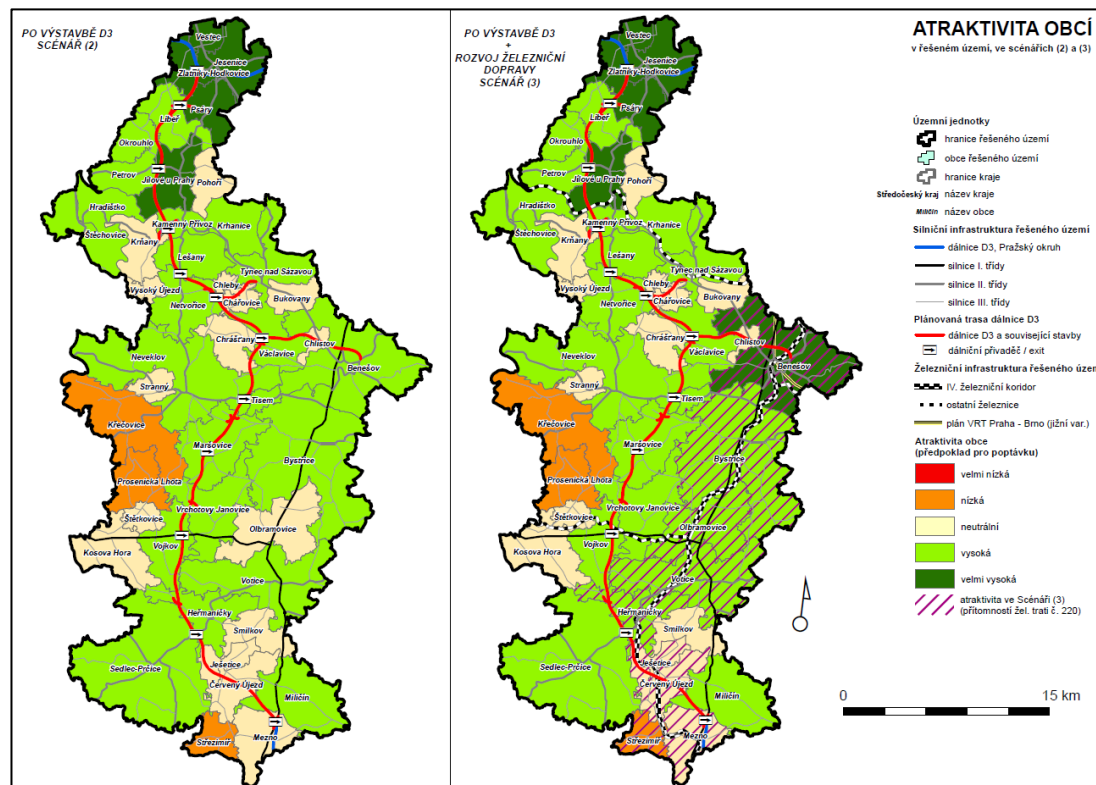 PO VÝSTAVBĚ D3
SCÉNÁŘ (2)
Vestec
Jesenice
Zlatníky-Hodkovice
Psáry
Libeř
Okrouhlo
Petrov
Jílové u Prahy
Pohoří
Hradištko
Kamenný Přívoz
Krhanice
Štěchovice
Krňany
Lešany
Týnec nad Sázavou
Vysoký Újezd
Chleby
Netvořice
Chářovice
Bukovany
Chrášťany
Chlístov
Václavice
Neveklov
Benešov
Stranný
Tisem
Křečovice
Maršovice
Bystřice
Prosenická Lhota
Vrchotovy Janovice
Štětkovice
Olbramovice
Vojkov
Kosova Hora
Votice
Heřmaničky
Smilkov
Sedlec-Prčice
Ješetice
Červený Újezd
Miličín
Mezno
Střezimíř
PO VÝSTAVBĚ D3
+
ROZVOJ ŽELEZNIČNÍ
DOPRAVY
SCÉNÁŘ (3)
Vestec
Jesenice
Zlatníky-Hodkovice
Psáry
Libeř
Okrouhlo
Petrov
Jílové u Prahy
Pohoří
Hradištko
Kamenný Přívoz
Krhanice
Štěchovice
Krňany
Lešany
Týnec nad Sázavou
Vysoký Újezd
Chleby
Netvořice
Chářovice
Bukovany
Chrášťany
Chlístov
Václavice
Neveklov
Benešov
Stranný
Tisem
Křečovice
Maršovice
Bystřice
Prosenická Lhota
Vrchotovy Janovice
Štětkovice
Olbramovice
Vojkov
Kosova Hora
Votice
Heřmaničky
Smilkov
Sedlec-Prčice
Ješetice
Červený Újezd
Miličín
Mezno
Střezimíř
ATRAKTIVITA OBCÍ
v řešeném území, ve scénářích (2) a (3)
Územní jednotky
hranice řešeného území
obce řešeného území
hranice kraje
Středočeský kraj název kraje
Miličín název obce
Silniční infrastruktura řešeného území
dálnice D3, Pražský okruh
silnice I. třídy
silnice II. třídy
silnice III. třídy
Plánovaná trasa dálnice D3
dálnice D3 a související stavby
dálniční přivaděč / exit
Železniční infrastruktura řešeného územ
IV. železniční koridor
ostatní železnice
plán VRT Praha - Brno (jižní var.)
Atraktivita obce
(předpoklad pro poptávku)
velmi nízká
nízká
neutrální
vysoká
velmi vysoká
atraktivita ve Scénáři (3)
(přítomností žel. trati č. 220)
0 15 km